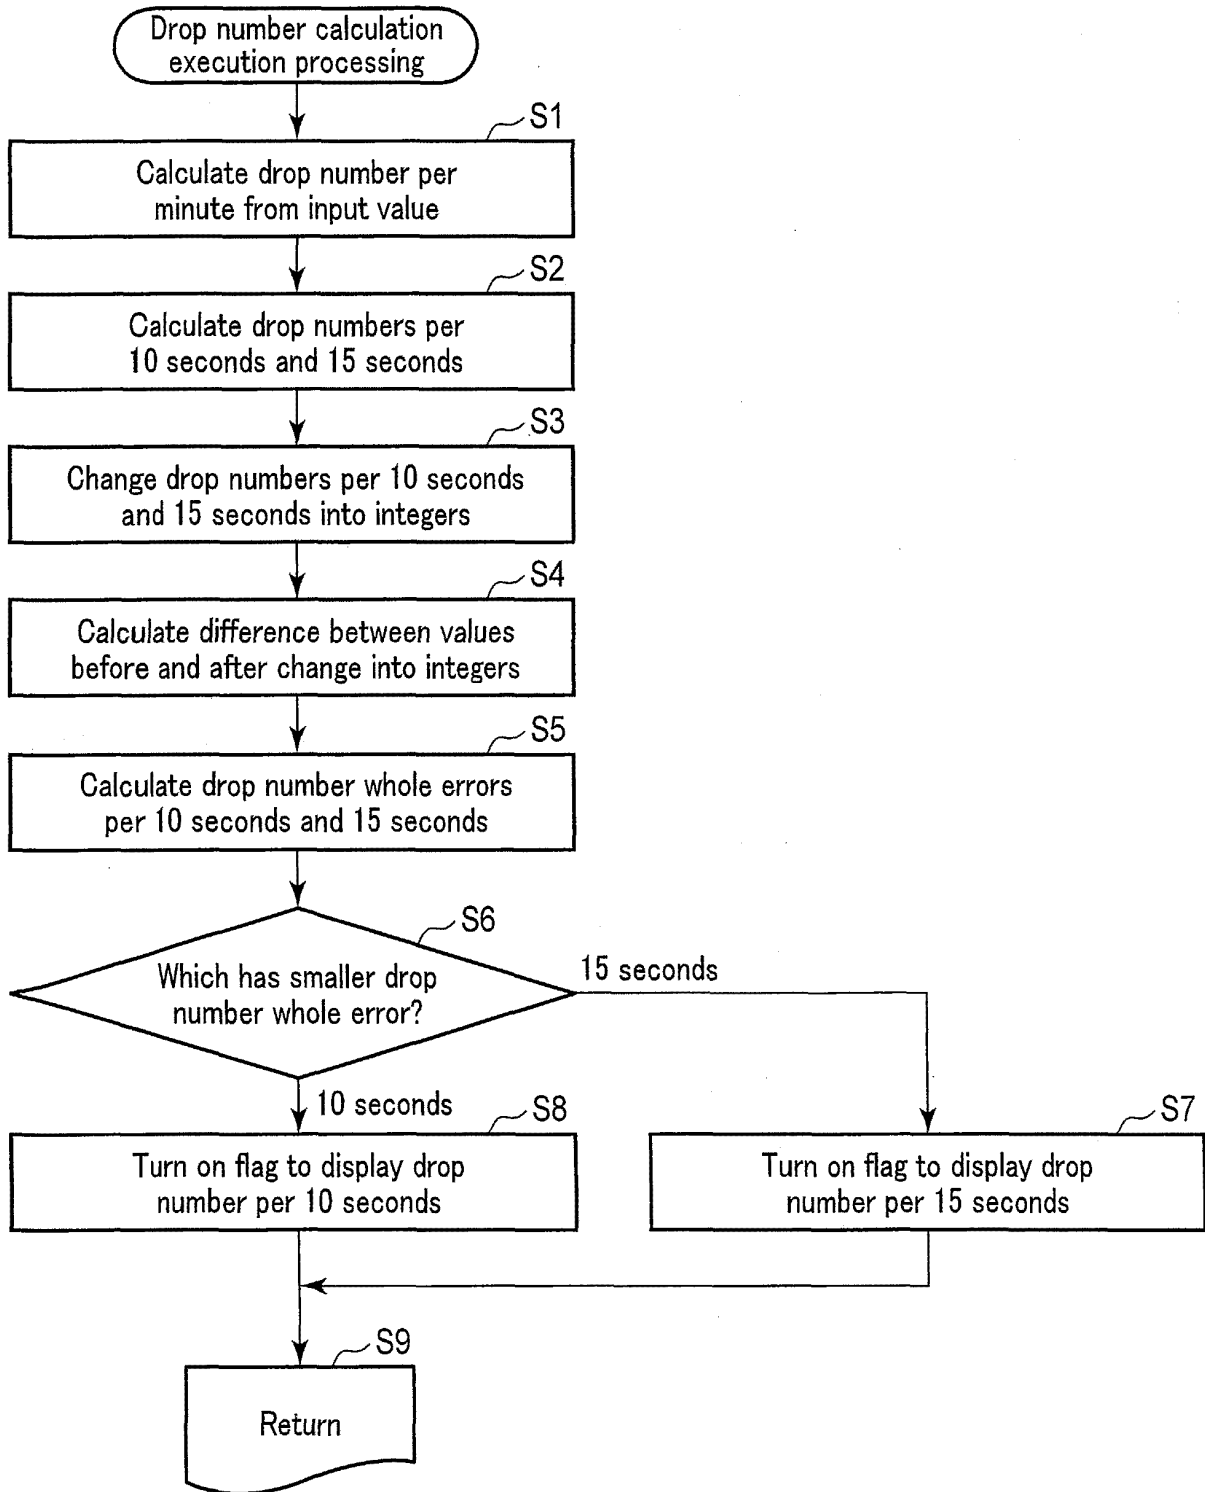 Drop number calculation
execution processing
S1
Calculate drop number per
minute from input value
S2
Calculate drop numbers per
10 seconds and 15 seconds
S3
Change drop numbers per 10 seconds
and 15 seconds into integers
S4
Calculate difference between values
before and after change into integers
S5
Calculate drop number whole errors
per 10 seconds and 15 seconds
S6
Which has smaller drop
number whole error?
15 seconds
10 seconds
S8
Turn on flag to display drop
number per 10 seconds
S7
Turn on flag to display drop
number per 15 seconds
S9
Return